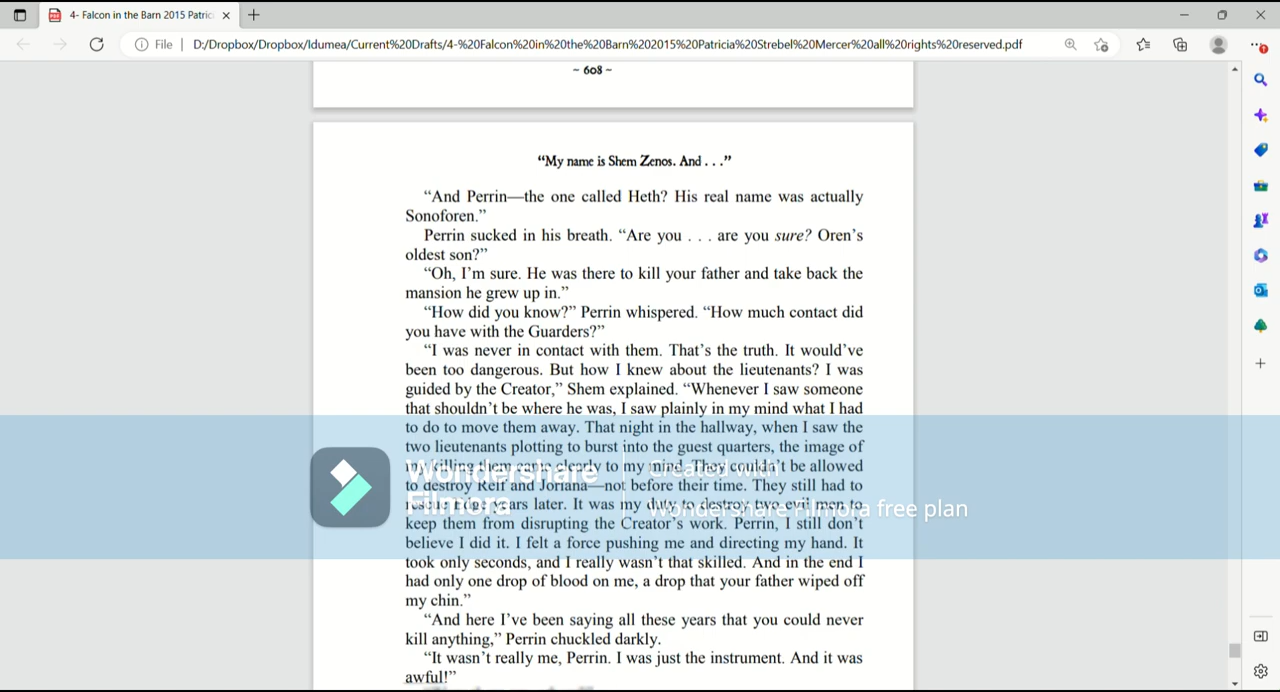 4- Falcon in the Barn 2015 Patric
File
D:/Dropbox/Dropbox/Idumea/Current%20Drafts/4-%20Falcon%20in%20the%20Barn%202015%20Patricia%20Strebel%20Mercer%20all%20rights%20reserved.pdf
~ 608 ~
“My name is Shem Zenos. And . . .”
“And Perrin—the one called Heth? His real name was actually
Sonoforen.”
Perrin sucked in his breath. “Are you . . . are you sure? Oren’s
oldest son?”
“Oh, I’m sure. He was there to kill your father and take back the
mansion he grew up in.”
“How did you know?” Perrin whispered. “How much contact did
you have with the Guarders?”
“I was never in contact with them. That’s the truth. It would’ve
been too dangerous. But how I knew about the lieutenants? I was
guided by the Creator,” Shem explained. “Whenever I saw someone
that shouldn’t be where he was, I saw plainly in my mind what I had
to do to move them away. That night in the hallway, when I saw the
two lieutenants plotting to burst into the guest quarters, the image of
my killing them came clearly to my mind. They couldn’t be allowed
to destroy Relf and Joriana—not before their time. They still had to
years later. It was my duty to destroy two evil men to
keep them from disrupting the Creator’s work. Perrin, I still don’t
believe I did it. I felt a force pushing me and directing my hand. It
took only seconds, and I really wasn’t that skilled. And in the end I
had only one drop of blood on me, a drop that your father wiped off
my chin.”
“And here I’ve been saying all these years that you could never
kill anything,” Perrin chuckled darkly.
“It wasn’t really me, Perrin. I was just the instrument. And it was
awful!”
Wondershare
Filmora
Created with
Wondershare Filmora free plan